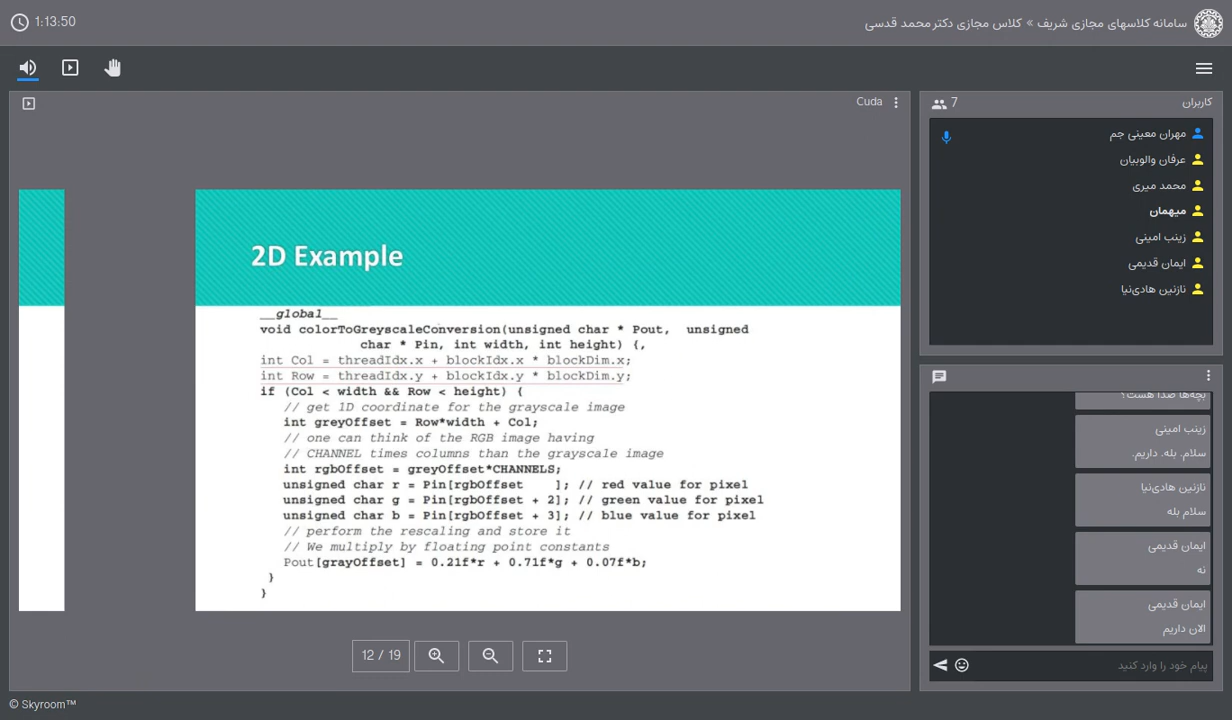 1:13:50
سامانه کلاسهای مجازی شریف » کلاس مجازی دکتر محمد قدسی
Cuda
2D Example
__global__
void colorToGreyscaleConversion(unsigned char * Pout, unsigned
char * Pin, int width, int height) {,
int Col = threadIdx.x + blockIdx.x * blockDim.x;
int Row = threadIdx.y + blockIdx.y * blockDim.y;
if (Col < width && Row < height) {
// get 1D coordinate for the grayscale image
int greyOffset = Row*width + Col;
// one can think of the RGB image having
// CHANNEL times columns than the grayscale image
int rgbOffset = greyOffset*CHANNELS;
unsigned char r = Pin[rgbOffset ]; // red value for pixel
unsigned char g = Pin[rgbOffset + 2]; // green value for pixel
unsigned char b = Pin[rgbOffset + 3]; // blue value for pixel
// perform the rescaling and store it
// We multiply by floating point constants
Pout[grayOffset] = 0.21f*r + 0.71f*g + 0.07f*b;
}
}
12 / 19
© Skyroom™
کاربران
7
مهران معینی جم
عرفان والوبیان
محمد میری
میهمان
زینب امینی
ایمان قدیمی
نازنین هادی‌نیا
بچه‌ها صدا هست؟
زینب امینی
سلام. بله. داریم.
نازنین هادی‌نیا
سلام بله
ایمان قدیمی
نه
ایمان قدیمی
الان داریم
پیام خود را وارد کنید